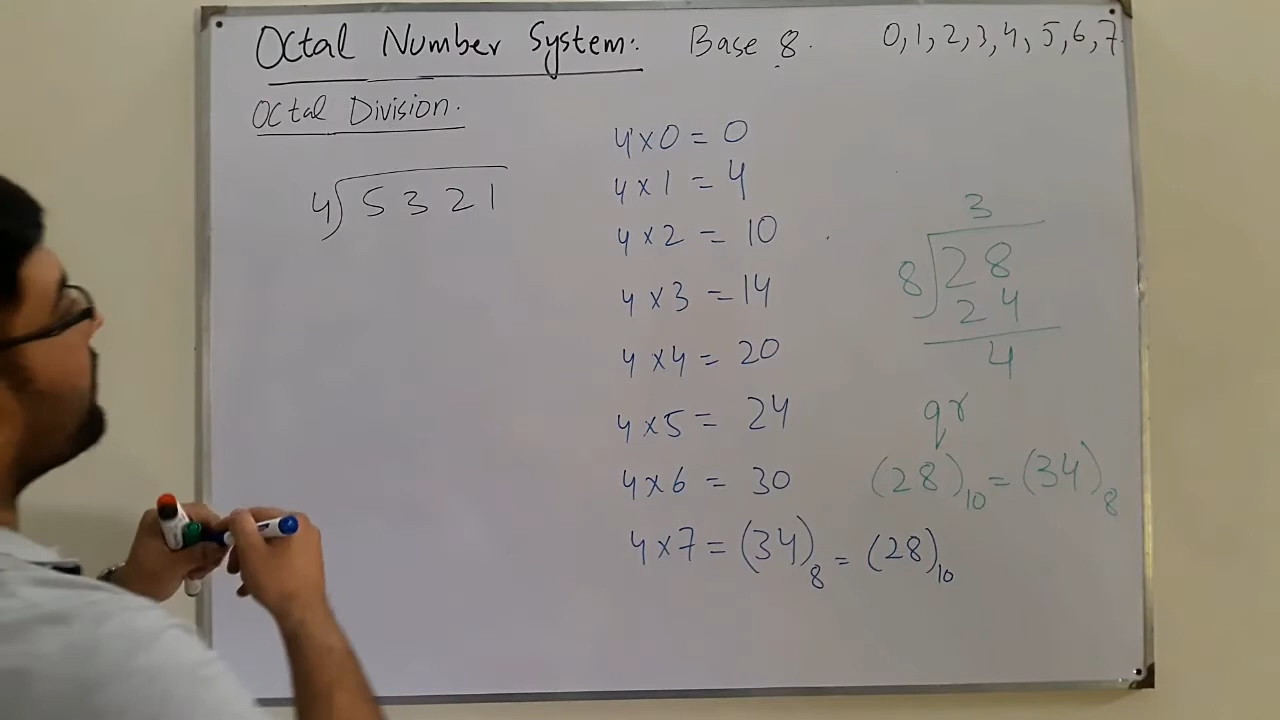 Octal Number System:. Base 8. 0,1,2,3,4,5,6,7.
Octal Division.
4)5321
4x0=0
4x1=4
4x2=10
4x3=14
4x4=20
4x5=24
4x6=30
4x7=(34)8=(28)10
3
8)28
24
4
qr
(28)10=(34)8